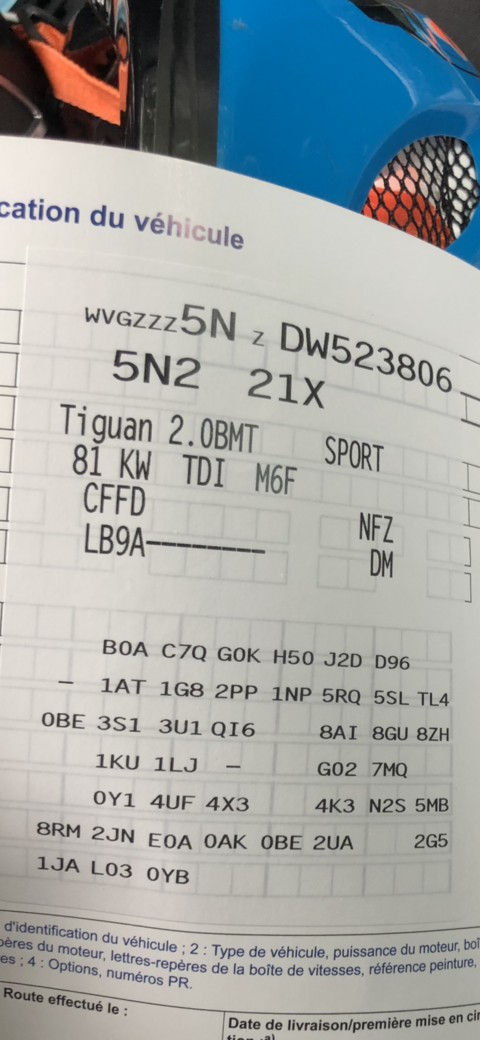 cation du véhicule
WVGZZZ5N Z DW523806
5N2 21X
Tiguan 2.0BMT SPORT
81 KW TDI M6F
CFFD NFZ
LB9A-------- DM
B0A C7Q G0K H50 J2D D96
- 1AT 1G8 2PP 1NP 5RQ 5SL TL4
0BE 3S1 3U1 QI6 8AI 8GU 8ZH
1KU 1LJ - G02 7MQ
0Y1 4UF 4X3 4K3 N2S 5MB
8RM 2JN E0A 0AK 0BE 2UA 2G5
1JA L03 0YB
d'identification du véhicule ; 2 : Type de véhicule, puissance du moteur, boî
pères du moteur, lettres-repères de la boîte de vitesses, référence peinture,
es ; 4 : Options, numéros PR.
Route effectué le :
Date de livraison/première mise en cir